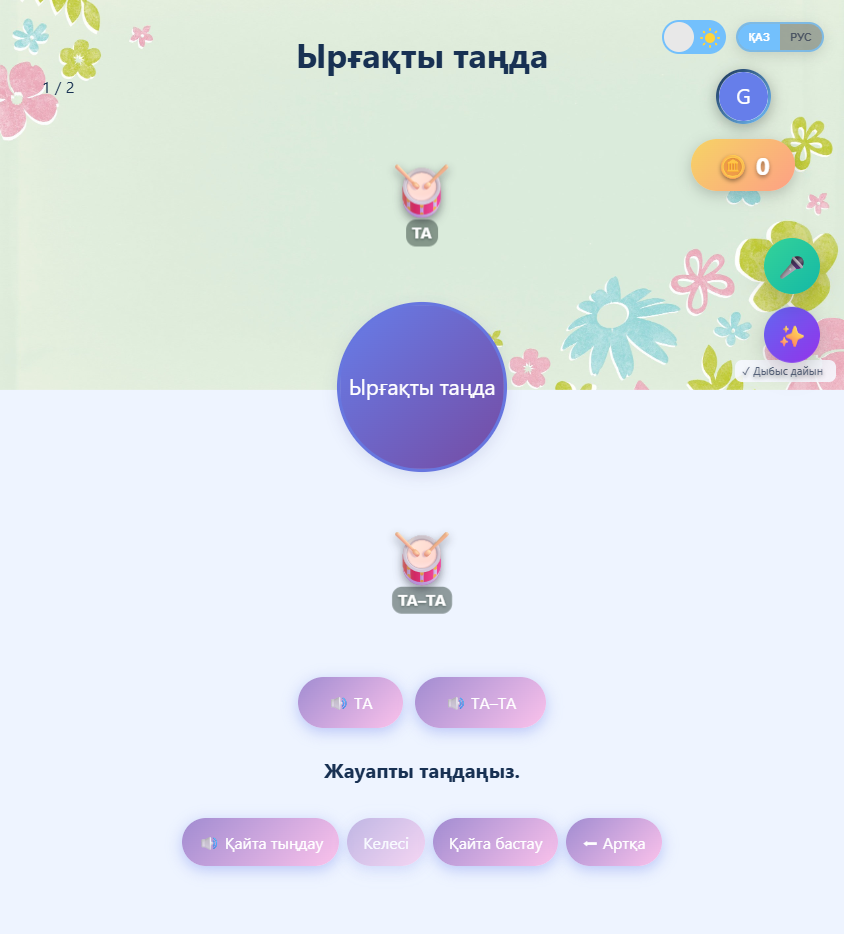 Ырғақты таңда
ҚАЗ РУС
1 / 2
G
0
ТА
✓ Дыбыс дайын
Ырғақты таңда
ТА–ТА
ТА ТА–ТА
Жауапты таңдаңыз.
Қайта тыңдау Келесі Қайта бастау ⬅ Артқа